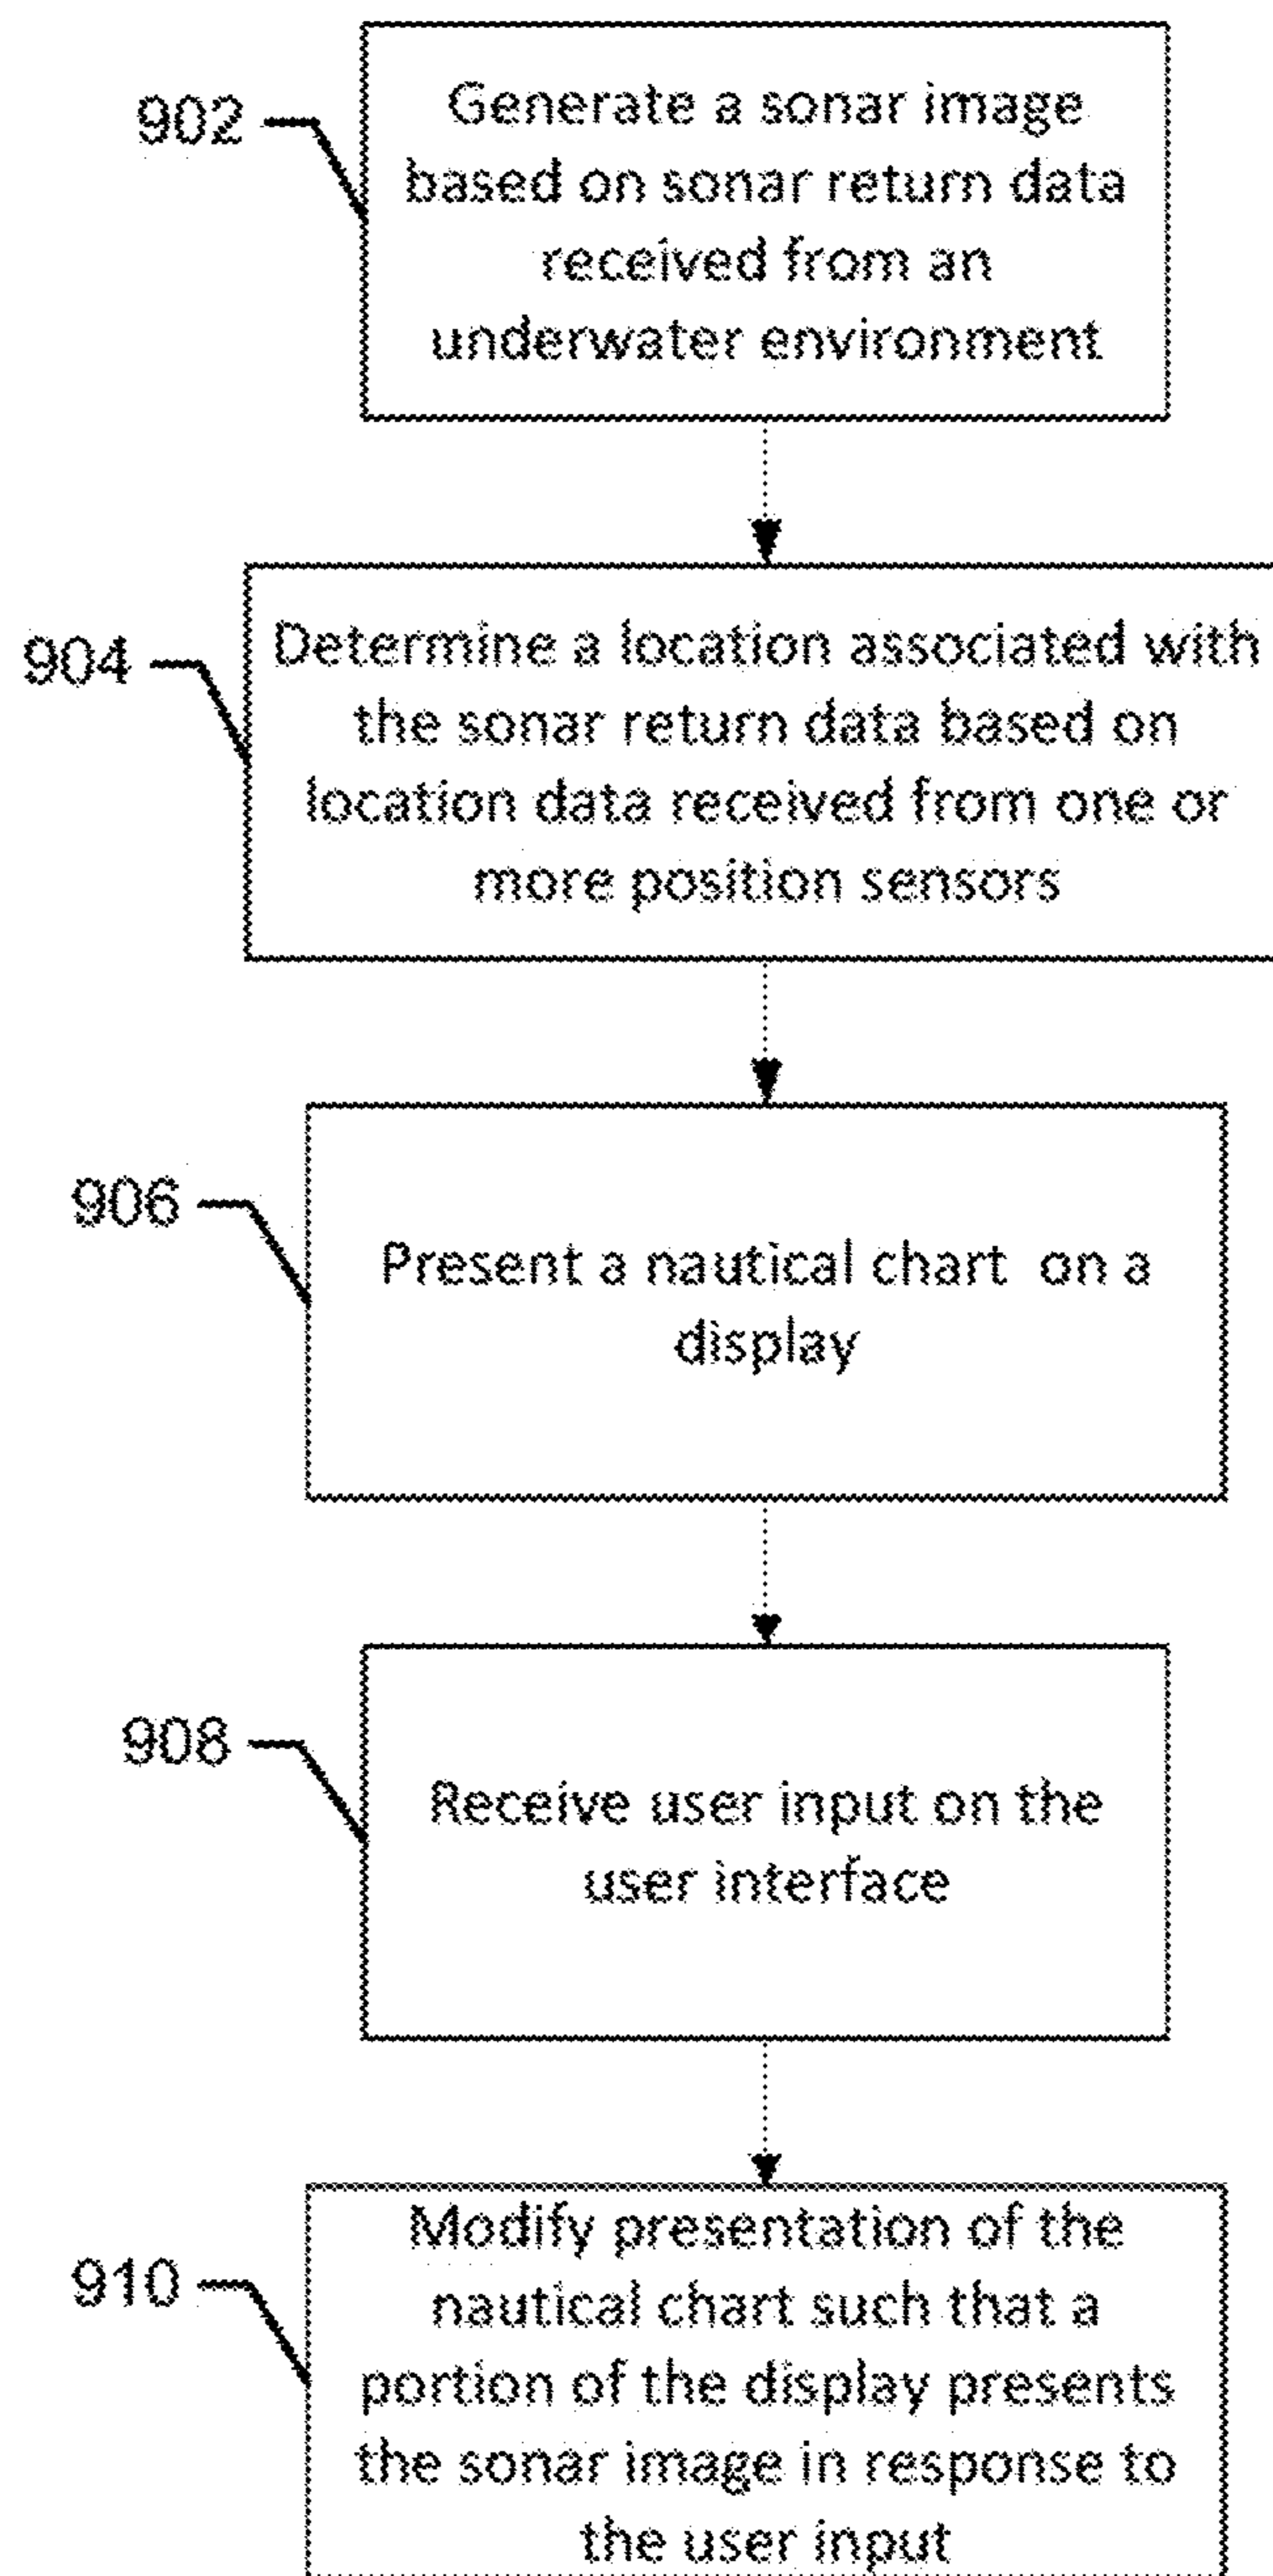 902
Generate a sonar image
based on sonar return data
received from an
underwater environment
904
Determine a location associated with
the sonar return data based on
location data received from one or
more position sensors
906
Present a nautical chart on a
display
908
Receive user input on the
user interface
910
Modify presentation of the
nautical chart such that a
portion of the display presents
the sonar image in response to
the user input